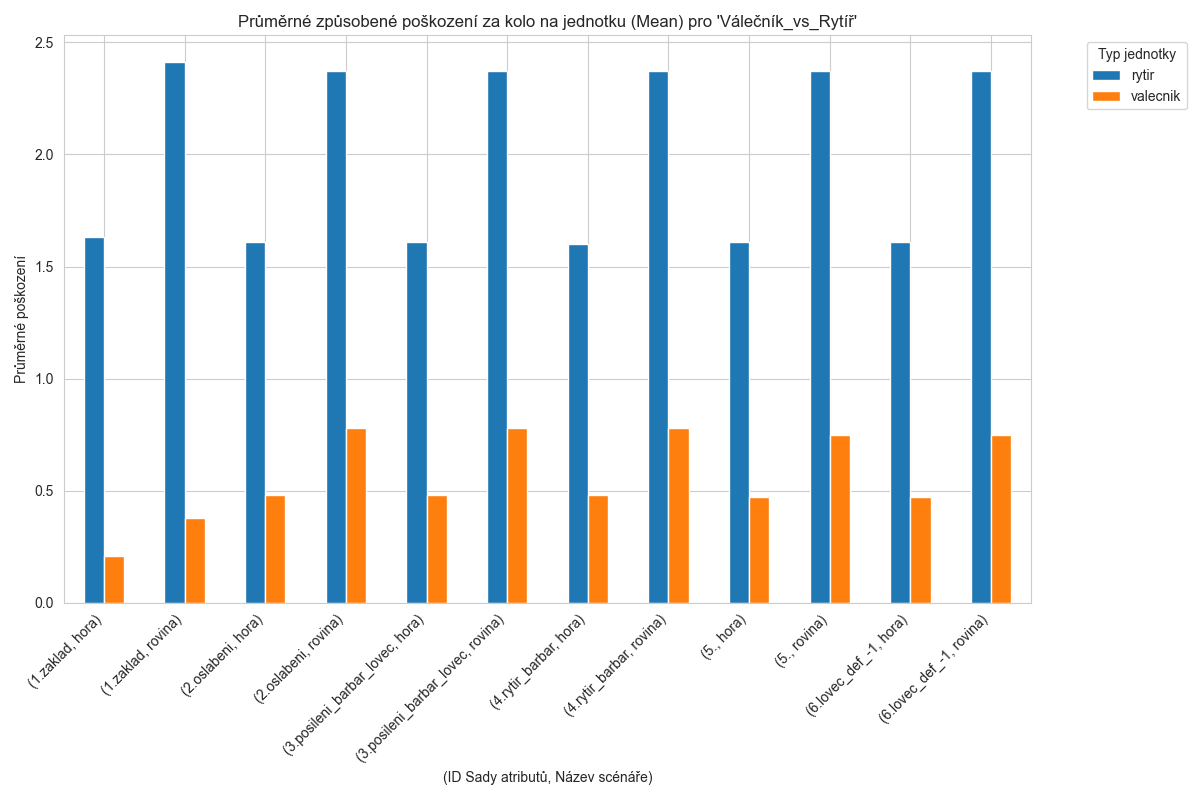 Průměrné způsobené poškození za kolo na jednotku (Mean) pro 'Válečník_vs_Rytíř'
Typ jednotky
rytir
valecnik
Průměrné poškození
2.5
2.0
1.5
1.0
0.5
0.0
(1.zaklad, hora)
(1.zaklad, rovina)
(2.oslabeni, hora)
(2.oslabeni, rovina)
(3.posileni_barbar_lovec, hora)
(3.posileni_barbar_lovec, rovina)
(4.rytir_barbar, hora)
(4.rytir_barbar, rovina)
(5., hora)
(5., rovina)
(6.lovec_def_-1, hora)
(6.lovec_def_-1, rovina)
(ID Sady atributů, Název scénáře)